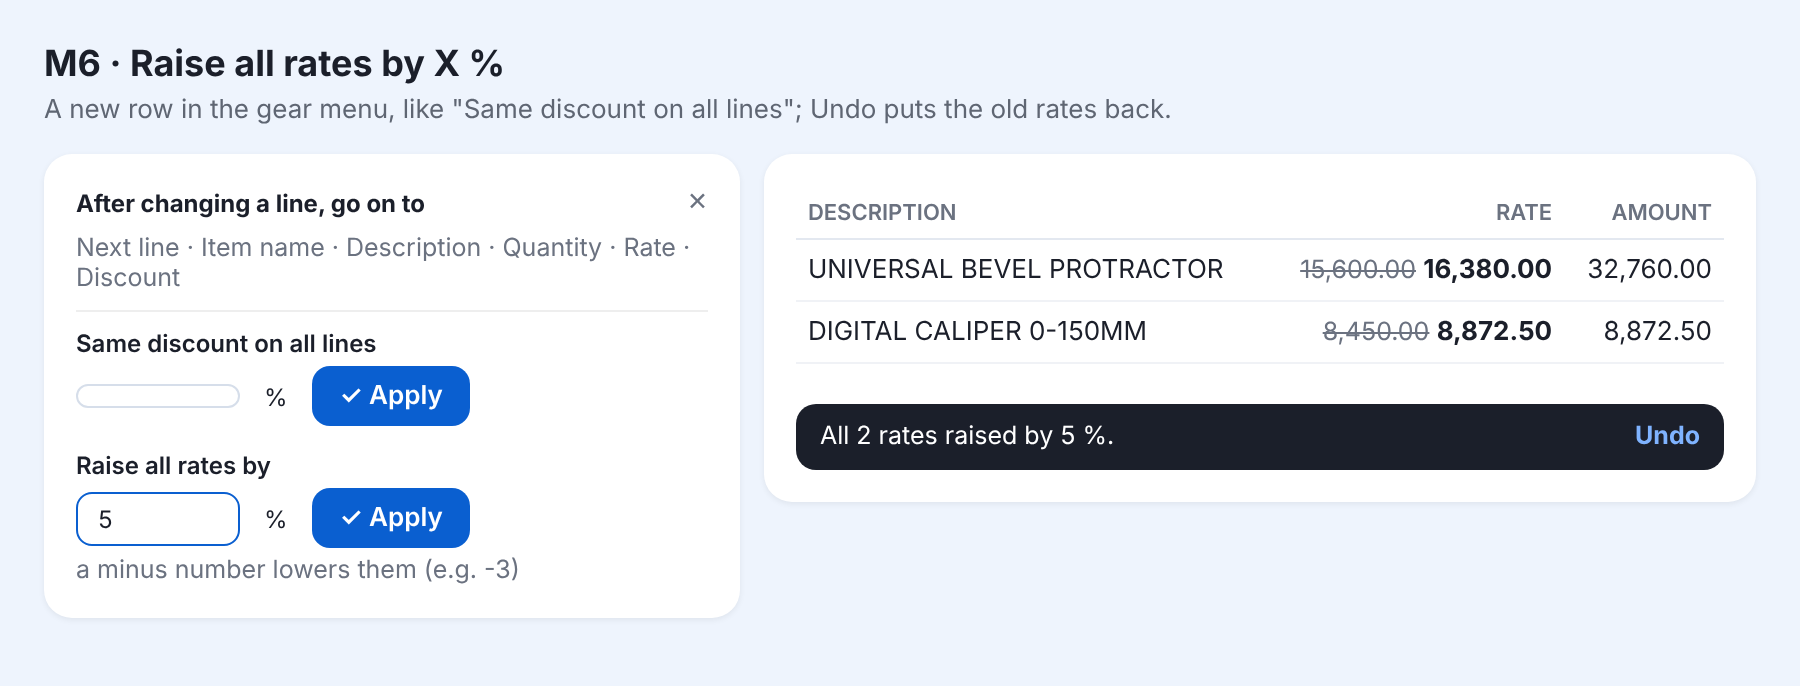 M6 · Raise all rates by X %
A new row in the gear menu, like "Same discount on all lines"; Undo puts the old rates back.
After changing a line, go on to ✕
Next line · Item name · Description · Quantity · Rate ·
Discount
Same discount on all lines
% ✓ Apply
Raise all rates by
5 % ✓ Apply
a minus number lowers them (e.g. -3)
DESCRIPTION RATE AMOUNT
UNIVERSAL BEVEL PROTRACTOR 15,600.00 16,380.00 32,760.00
DIGITAL CALIPER 0-150MM 8,450.00 8,872.50 8,872.50
All 2 rates raised by 5 %. Undo